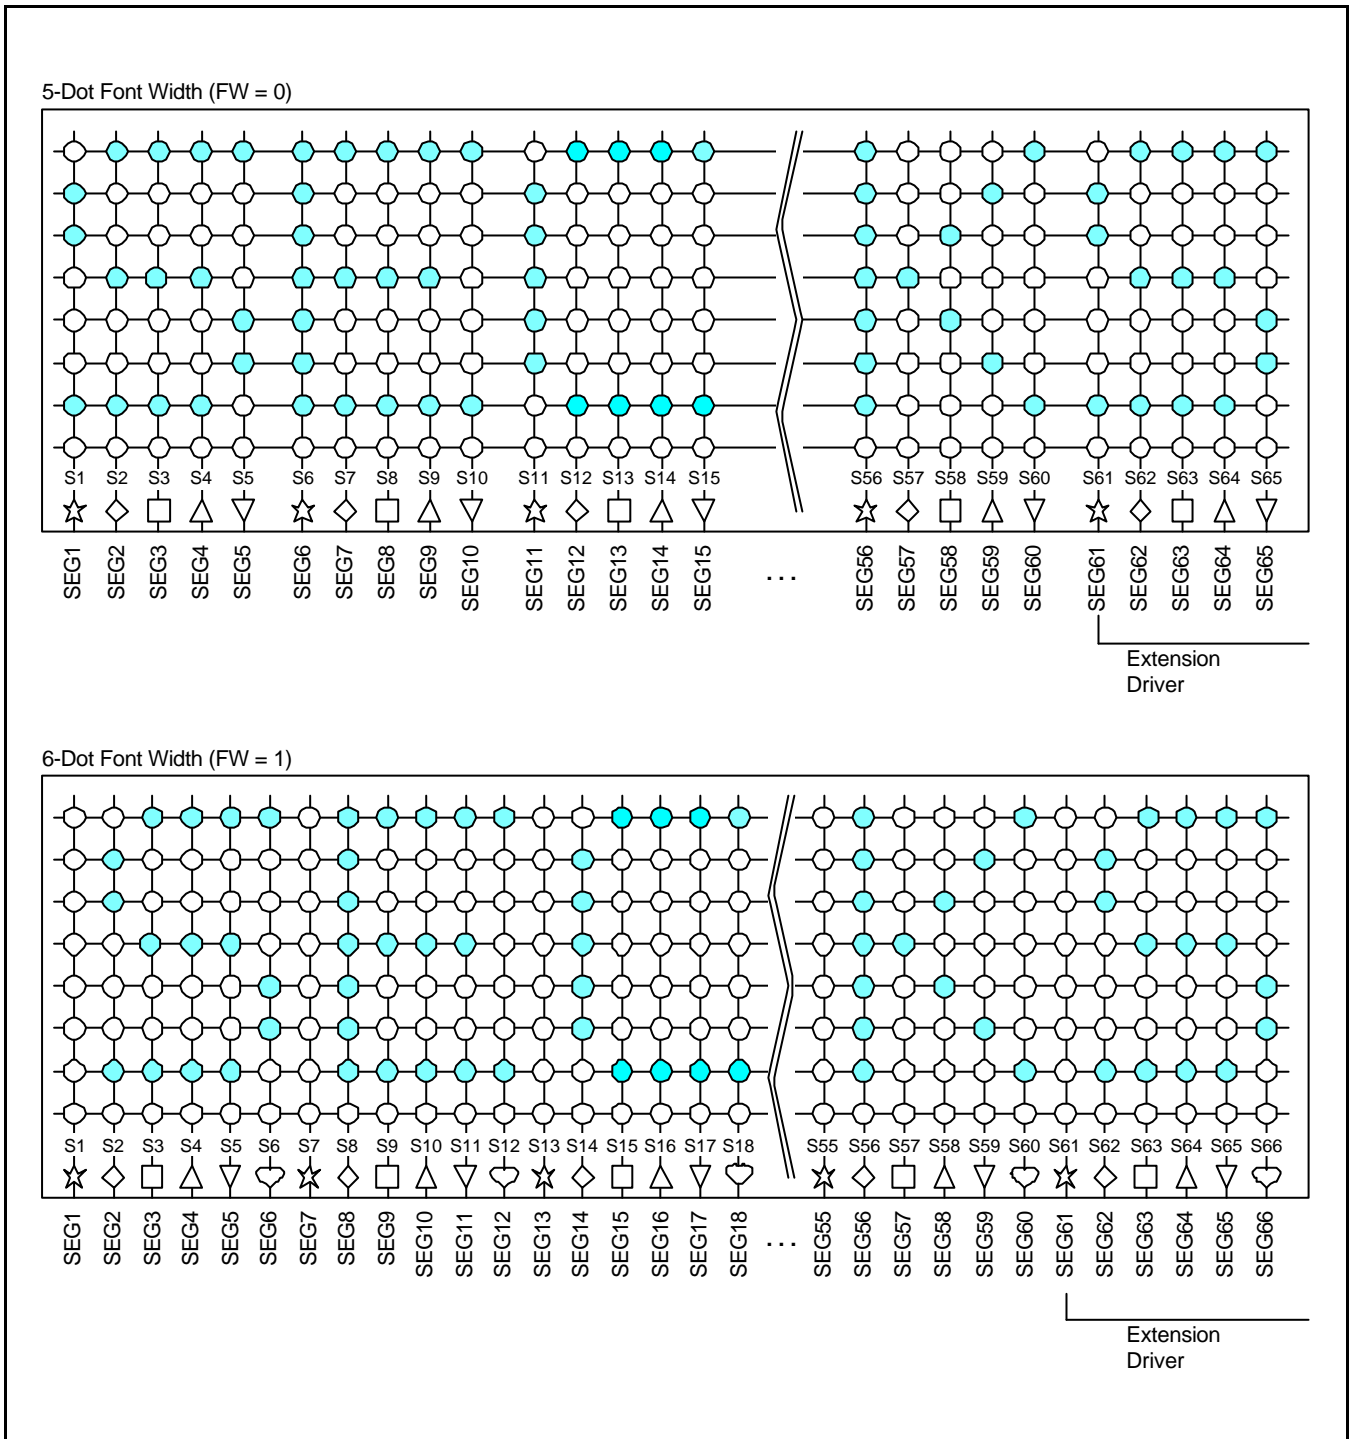 5-Dot Font Width (FW = 0)
S1 S2 S3 S4 S5 S6 S7 S8 S9 S10 S11 S12 S13 S14 S15 S56 S57 S58 S59 S60 S61 S62 S63 S64 S65
SEG1 SEG2 SEG3 SEG4 SEG5 SEG6 SEG7 SEG8 SEG9 SEG10 SEG11 SEG12 SEG13 SEG14 SEG15 ... SEG56 SEG57 SEG58 SEG59 SEG60 SEG61 SEG62 SEG63 SEG64 SEG65
Extension
Driver
6-Dot Font Width (FW = 1)
S1 S2 S3 S4 S5 S6 S7 S8 S9 S10 S11 S12 S13 S14 S15 S16 S17 S18 S55 S56 S57 S58 S59 S60 S61 S62 S63 S64 S65 S66
SEG1 SEG2 SEG3 SEG4 SEG5 SEG6 SEG7 SEG8 SEG9 SEG10 SEG11 SEG12 SEG13 SEG14 SEG15 SEG16 SEG17 SEG18 ... SEG55 SEG56 SEG57 SEG58 SEG59 SEG60 SEG61 SEG62 SEG63 SEG64 SEG65 SEG66
Extension
Driver